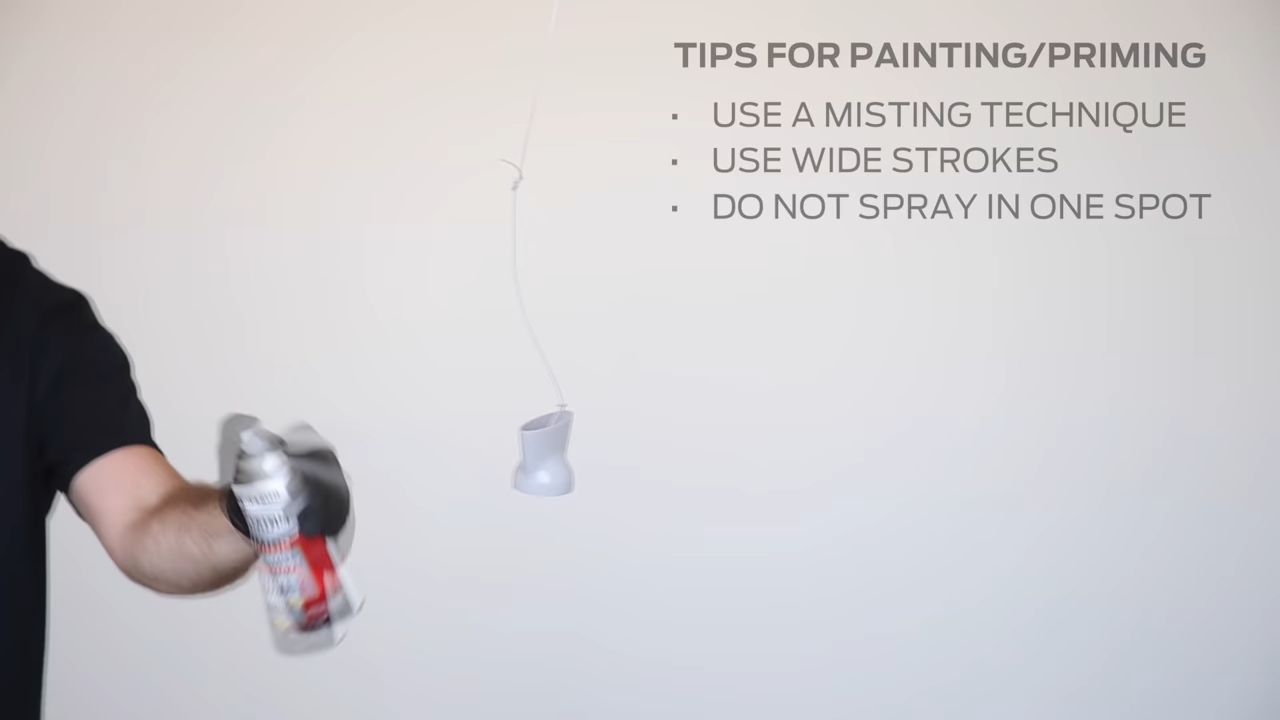 TIPS FOR PAINTING/PRIMING
· USE A MISTING TECHNIQUE
· USE WIDE STROKES
· DO NOT SPRAY IN ONE SPOT